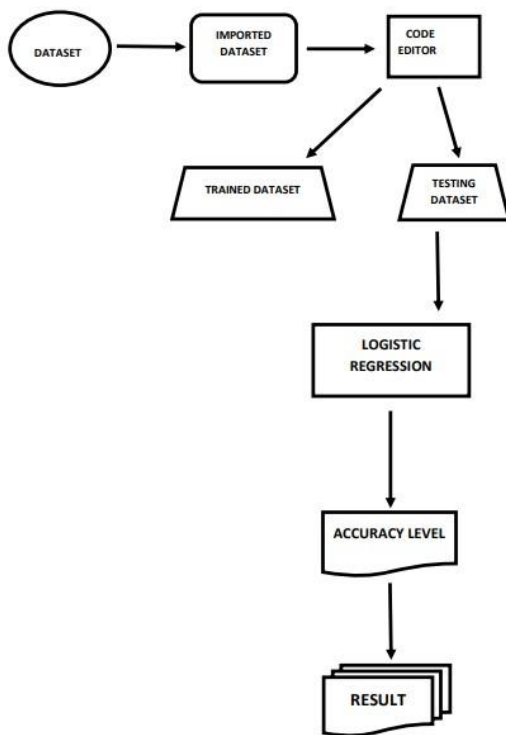 DATASET
IMPORTED
DATASET
CODE
EDITOR
TRAINED DATASET
TESTING
DATASET
LOGISTIC
REGRESSION
ACCURACY LEVEL
RESULT